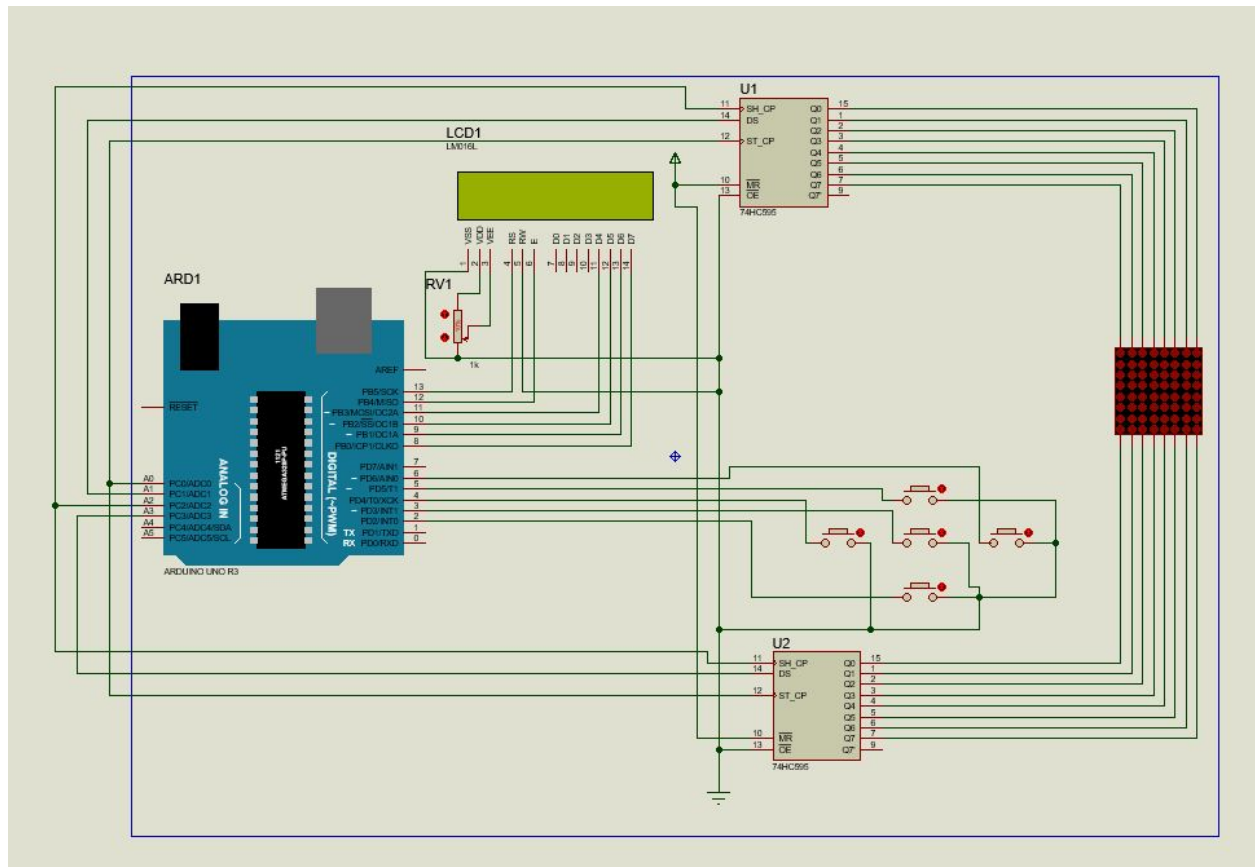 U1
11 SH_CP Q0 15
14 DS Q1 1
Q2 2
12 ST_CP Q3 3
Q4 4
Q5 5
Q6 6
10 MR Q7 7
13 OE Q7' 9
74HC595
LCD1
LM016L
VSS VDD VEE RS RW E D0 D1 D2 D3 D4 D5 D6 D7
1 2 3 4 5 6 7 8 9 10 11 12 13 14
RV1
1k
ARD1
AREF
RESET
PB5/SCK 13
PB4/MISO 12
~PB3/MOSI/OC2A 11
~PB2/SS/OC1B 10
~PB1/OC1A 9
PB0/ICP1/CLKO 8
PD7/AIN1 7
~PD6/AIN0 6
~PD5/T1 5
PD4/T0/XCK 4
~PD3/INT1 3
PD2/INT0 2
TX PD1/TXD 1
RX PD0/RXD 0
DIGITAL (~PWM)
ANALOG IN
1121
ATMEGA328P-PU
A0 PC0/ADC0
A1 PC1/ADC1
A2 PC2/ADC2
A3 PC3/ADC3
A4 PC4/ADC4/SDA
A5 PC5/ADC5/SCL
ARDUINO UNO R3
U2
11 SH_CP Q0 15
14 DS Q1 1
Q2 2
12 ST_CP Q3 3
Q4 4
Q5 5
Q6 6
10 MR Q7 7
13 OE Q7' 9
74HC595